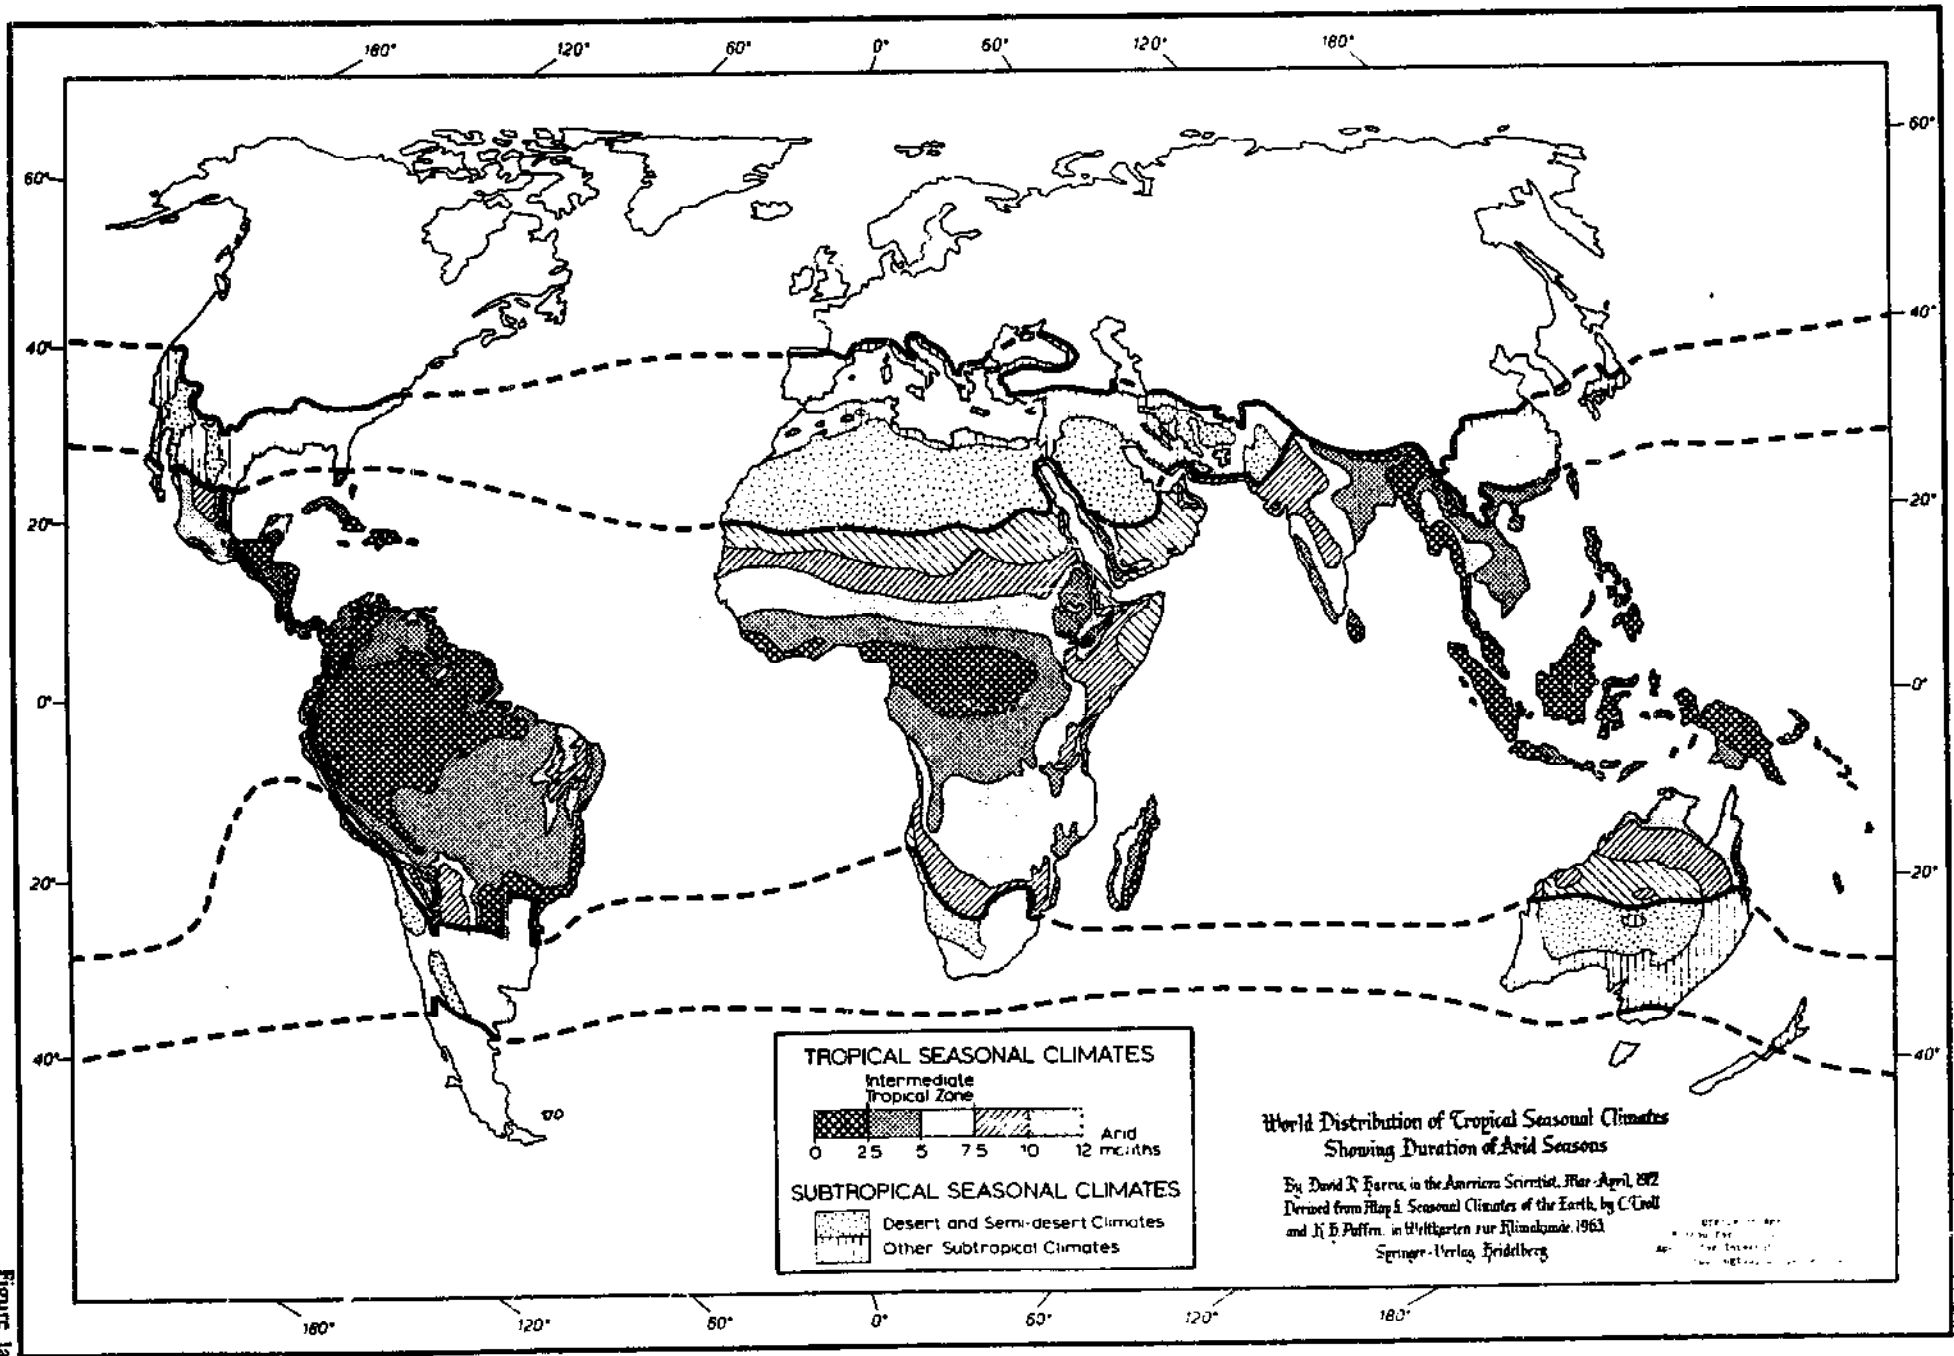 180° 120° 60° 0° 60° 120° 180°
60°
60°
40°
40°
20°
20°
0°
0°
20°
20°
40°
40°
TROPICAL SEASONAL CLIMATES
Intermediate
Tropical Zone
0 25 5 75 10 12
Arid
months
SUBTROPICAL SEASONAL CLIMATES
Desert and Semi-desert Climates
Other Subtropical Climates
World Distribution of Tropical Seasonal Climates
Showing Duration of Arid Seasons
By David R. Harris, in the American Scientist, Mar-April, 1972
Derived from Map 5. Seasonal Climates of the Earth, by C. Troll
and K. H. Paffen, in Weltkarten zur Klimakunde, 1963
Springer-Verlag, Heidelberg
180° 120° 60° 0° 60° 120° 180°
Figure 1a